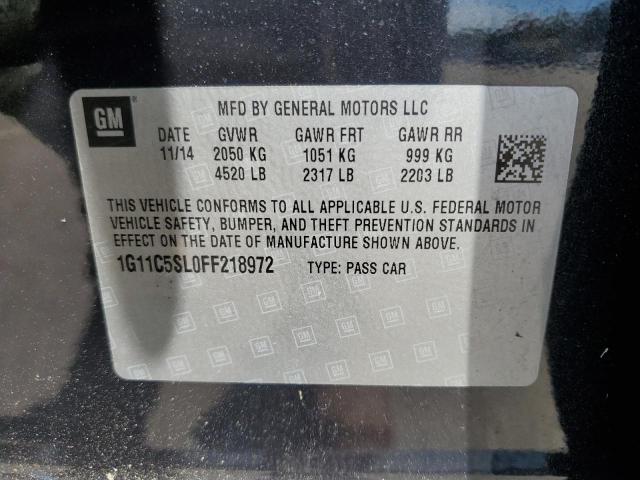 GM ®
MFD BY GENERAL MOTORS LLC
DATE GVWR GAWR FRT GAWR RR
11/14 2050 KG 1051 KG 999 KG
4520 LB 2317 LB 2203 LB
THIS VEHICLE CONFORMS TO ALL APPLICABLE U.S. FEDERAL MOTOR
VEHICLE SAFETY, BUMPER, AND THEFT PREVENTION STANDARDS IN
EFFECT ON THE DATE OF MANUFACTURE SHOWN ABOVE.
1G11C5SL0FF218972 TYPE: PASS CAR